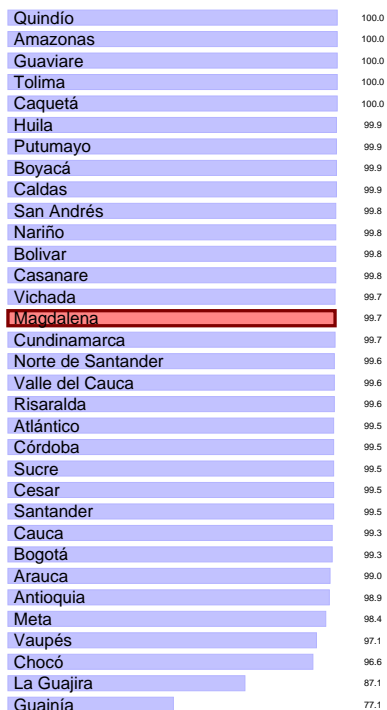 Quindío 100.0
Amazonas 100.0
Guaviare 100.0
Tolima 100.0
Caquetá 100.0
Huila 99.9
Putumayo 99.9
Boyacá 99.9
Caldas 99.9
San Andrés 99.8
Nariño 99.8
Bolivar 99.8
Casanare 99.8
Vichada 99.7
Magdalena 99.7
Cundinamarca 99.7
Norte de Santander 99.6
Valle del Cauca 99.6
Risaralda 99.6
Atlántico 99.5
Córdoba 99.5
Sucre 99.5
Cesar 99.5
Santander 99.5
Cauca 99.3
Bogotá 99.3
Arauca 99.0
Antioquia 98.9
Meta 98.4
Vaupés 97.1
Chocó 96.6
La Guajira 87.1
Guainía 77.1